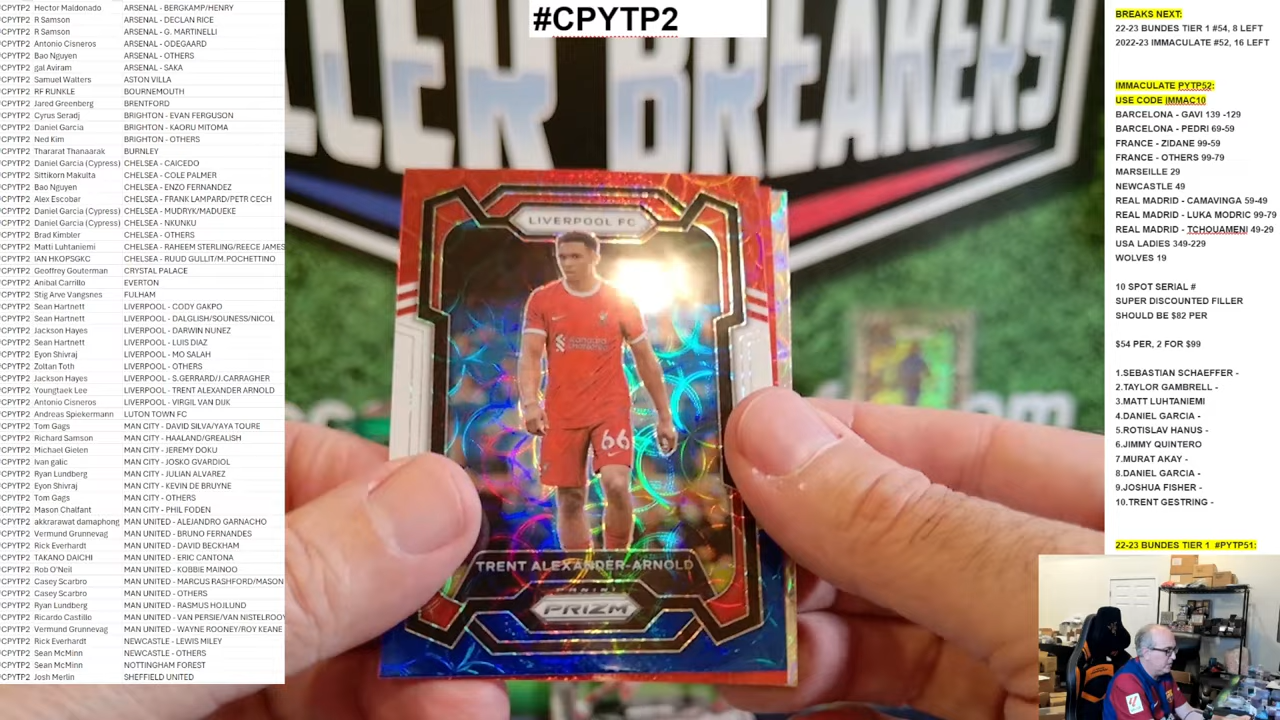 #CPYTP2
CPYTP2 Hector Maldonado ARSENAL - BERGKAMP/HENRY
CPYTP2 R Samson ARSENAL - DECLAN RICE
CPYTP2 R Samson ARSENAL - G. MARTINELLI
CPYTP2 Antonio Cisneros ARSENAL - ODEGAARD
CPYTP2 Bao Nguyen ARSENAL - OTHERS
CPYTP2 gal Aviram ARSENAL - SAKA
CPYTP2 Samuel Walters ASTON VILLA
CPYTP2 RF RUNKLE BOURNEMOUTH
CPYTP2 Jared Greenberg BRENTFORD
CPYTP2 Cyrus Seradj BRIGHTON - EVAN FERGUSON
CPYTP2 Daniel Garcia BRIGHTON - KAORU MITOMA
CPYTP2 Ned Kim BRIGHTON - OTHERS
CPYTP2 Thararat Thanaarak BURNLEY
CPYTP2 Daniel Garcia (Cypress) CHELSEA - CAICEDO
CPYTP2 Sittikorn Makulta CHELSEA - COLE PALMER
CPYTP2 Bao Nguyen CHELSEA - ENZO FERNANDEZ
CPYTP2 Alex Escobar CHELSEA - FRANK LAMPARD/PETR CECH
CPYTP2 Daniel Garcia (Cypress) CHELSEA - MUDRYK/MADUEKE
CPYTP2 Daniel Garcia (Cypress) CHELSEA - NKUNKU
CPYTP2 Brad Kimbler CHELSEA - OTHERS
CPYTP2 Matti Luhtaniemi CHELSEA - RAHEEM STERLING/REECE JAMES
CPYTP2 IAN HKOPSGKC CHELSEA - RUUD GULLIT/M.POCHETTINO
CPYTP2 Geoffrey Gouterman CRYSTAL PALACE
CPYTP2 Anibal Carrillo EVERTON
CPYTP2 Stig Arve Vangsnes FULHAM
CPYTP2 Sean Hartnett LIVERPOOL - CODY GAKPO
CPYTP2 Sean Hartnett LIVERPOOL - DALGLISH/SOUNESS/NICOL
CPYTP2 Jackson Hayes LIVERPOOL - DARWIN NUNEZ
CPYTP2 Sean Hartnett LIVERPOOL - LUIS DIAZ
CPYTP2 Eyon Shivraj LIVERPOOL - MO SALAH
CPYTP2 Zoltan Toth LIVERPOOL - OTHERS
CPYTP2 Jackson Hayes LIVERPOOL - S.GERRARD/J.CARRAGHER
CPYTP2 Youngtaek Lee LIVERPOOL - TRENT ALEXANDER ARNOLD
CPYTP2 Antonio Cisneros LIVERPOOL - VIRGIL VAN DIJK
CPYTP2 Andreas Spiekermann LUTON TOWN FC
CPYTP2 Tom Gags MAN CITY - DAVID SILVA/YAYA TOURE
CPYTP2 Richard Samson MAN CITY - HAALAND/GREALISH
CPYTP2 Michael Gielen MAN CITY - JEREMY DOKU
CPYTP2 Ivan galic MAN CITY - JOSKO GVARDIOL
CPYTP2 Ryan Lundberg MAN CITY - JULIAN ALVAREZ
CPYTP2 Eyon Shivraj MAN CITY - KEVIN DE BRUYNE
CPYTP2 Tom Gags MAN CITY - OTHERS
CPYTP2 Mason Chalfant MAN CITY - PHIL FODEN
CPYTP2 akkrarawat damaphong MAN UNITED - ALEJANDRO GARNACHO
CPYTP2 Vermund Grunnevag MAN UNITED - BRUNO FERNANDES
CPYTP2 Rick Everhardt MAN UNITED - DAVID BECKHAM
CPYTP2 TAKANO DAICHI MAN UNITED - ERIC CANTONA
CPYTP2 Rob O'Neil MAN UNITED - KOBBIE MAINOO
CPYTP2 Casey Scarbro MAN UNITED - MARCUS RASHFORD/MASON
CPYTP2 Casey Scarbro MAN UNITED - OTHERS
CPYTP2 Ryan Lundberg MAN UNITED - RASMUS HOJLUND
CPYTP2 Ricardo Castillo MAN UNITED - VAN PERSIE/VAN NISTELROOY
CPYTP2 Vermund Grunnevag MAN UNITED - WAYNE ROONEY/ROY KEANE
CPYTP2 Rick Everhardt NEWCASTLE - LEWIS MILEY
CPYTP2 Sean McMinn NEWCASTLE - OTHERS
CPYTP2 Sean McMinn NOTTINGHAM FOREST
CPYTP2 Josh Merlin SHEFFIELD UNITED
LLER BREAKERS
LIVERPOOL FC
66
TRENT ALEXANDER-ARNOLD
PANINI
PRIZM
BREAKS NEXT:
22-23 BUNDES TIER 1 #54, 8 LEFT
2022-23 IMMACULATE #52, 16 LEFT
IMMACULATE PYTP52:
USE CODE IMMAC10
BARCELONA - GAVI 139 -129
BARCELONA - PEDRI 69-59
FRANCE - ZIDANE 99-59
FRANCE - OTHERS 99-79
MARSEILLE 29
NEWCASTLE 49
REAL MADRID - CAMAVINGA 59-49
REAL MADRID - LUKA MODRIC 99-79
REAL MADRID - TCHOUAMENI 49-29
USA LADIES 349-229
WOLVES 19
10 SPOT SERIAL #
SUPER DISCOUNTED FILLER
SHOULD BE $82 PER
$54 PER, 2 FOR $99
1.SEBASTIAN SCHAEFFER -
2.TAYLOR GAMBRELL -
3.MATT LUHTANIEMI
4.DANIEL GARCIA -
5.ROTISLAV HANUS -
6.JIMMY QUINTERO
7.MURAT AKAY -
8.DANIEL GARCIA -
9.JOSHUA FISHER -
10.TRENT GESTRING -
22-23 BUNDES TIER 1 #PYTP51: